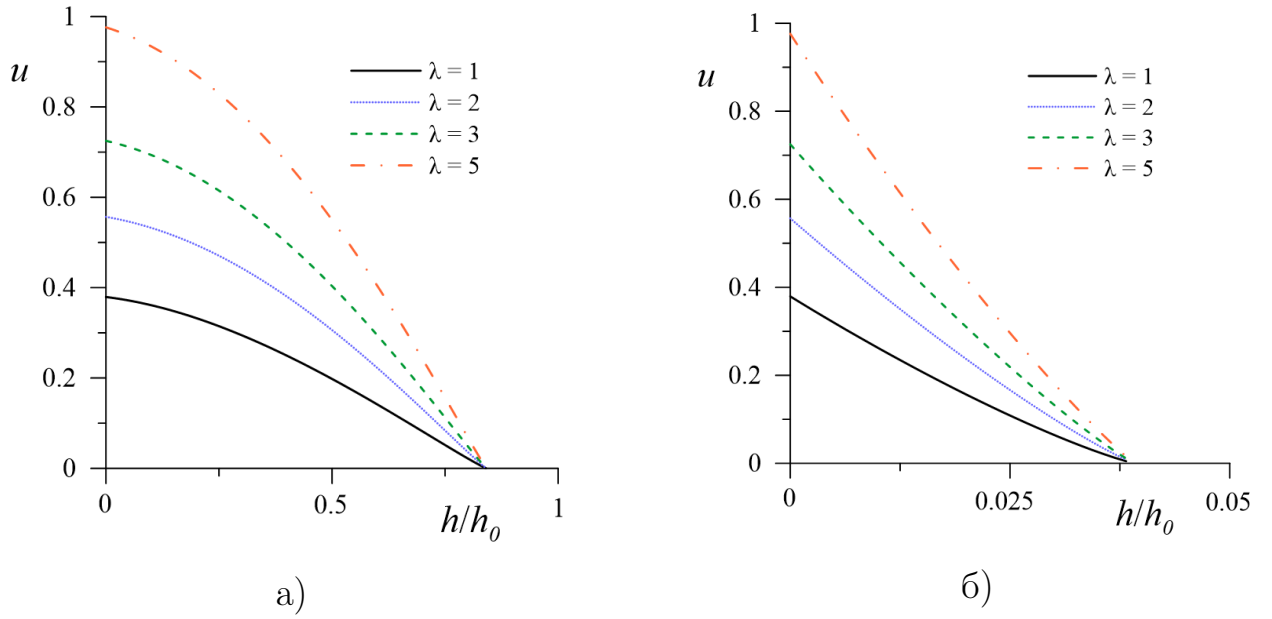 1
u
0.8
0.6
0.4
0.2
0
λ = 1
λ = 2
λ = 3
λ = 5
0
0.5
1
h/h0
а)
1
u
0.8
0.6
0.4
0.2
0
λ = 1
λ = 2
λ = 3
λ = 5
0
0.025
0.05
h/h0
б)